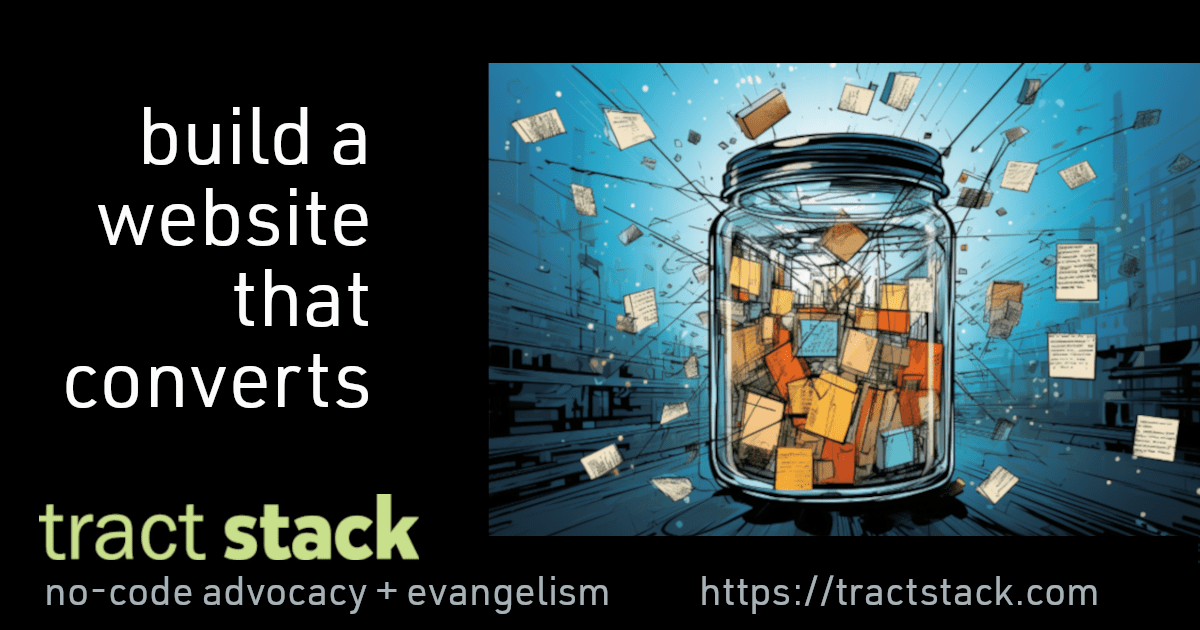 build a
website
that
converts
tract stack
no-code advocacy + evangelism
https://tractstack.com